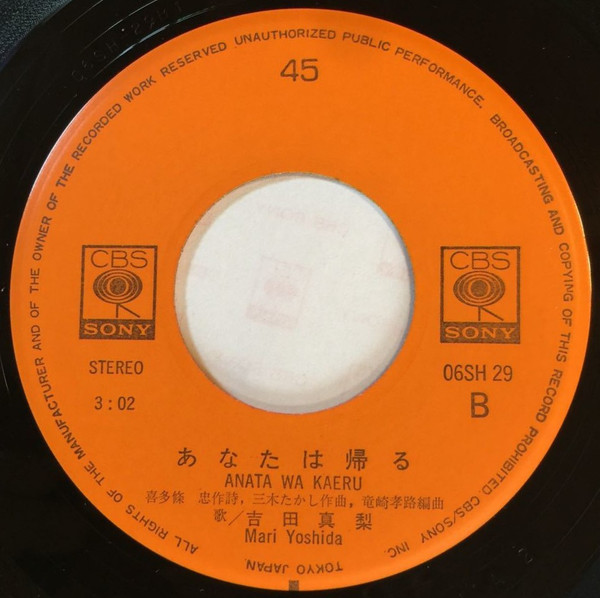 ALL RIGHTS OF THE MANUFACTURER AND OF THE OWNER OF THE RECORDED WORK RESERVED UNAUTHORIZED PUBLIC PERFORMANCE, BROADCASTING AND COPYING OF THIS RECORD PROHIBITED CBS/SONY INC. TOKYO JAPAN.
45
CBS
SONY
CBS
SONY
STEREO
3:02
06SH 29
B
あなたは帰る
ANATA WA KAERU
喜多條 忠作詩,三木たかし作曲,竜崎孝路編曲
歌/吉田真梨
Mari Yoshida